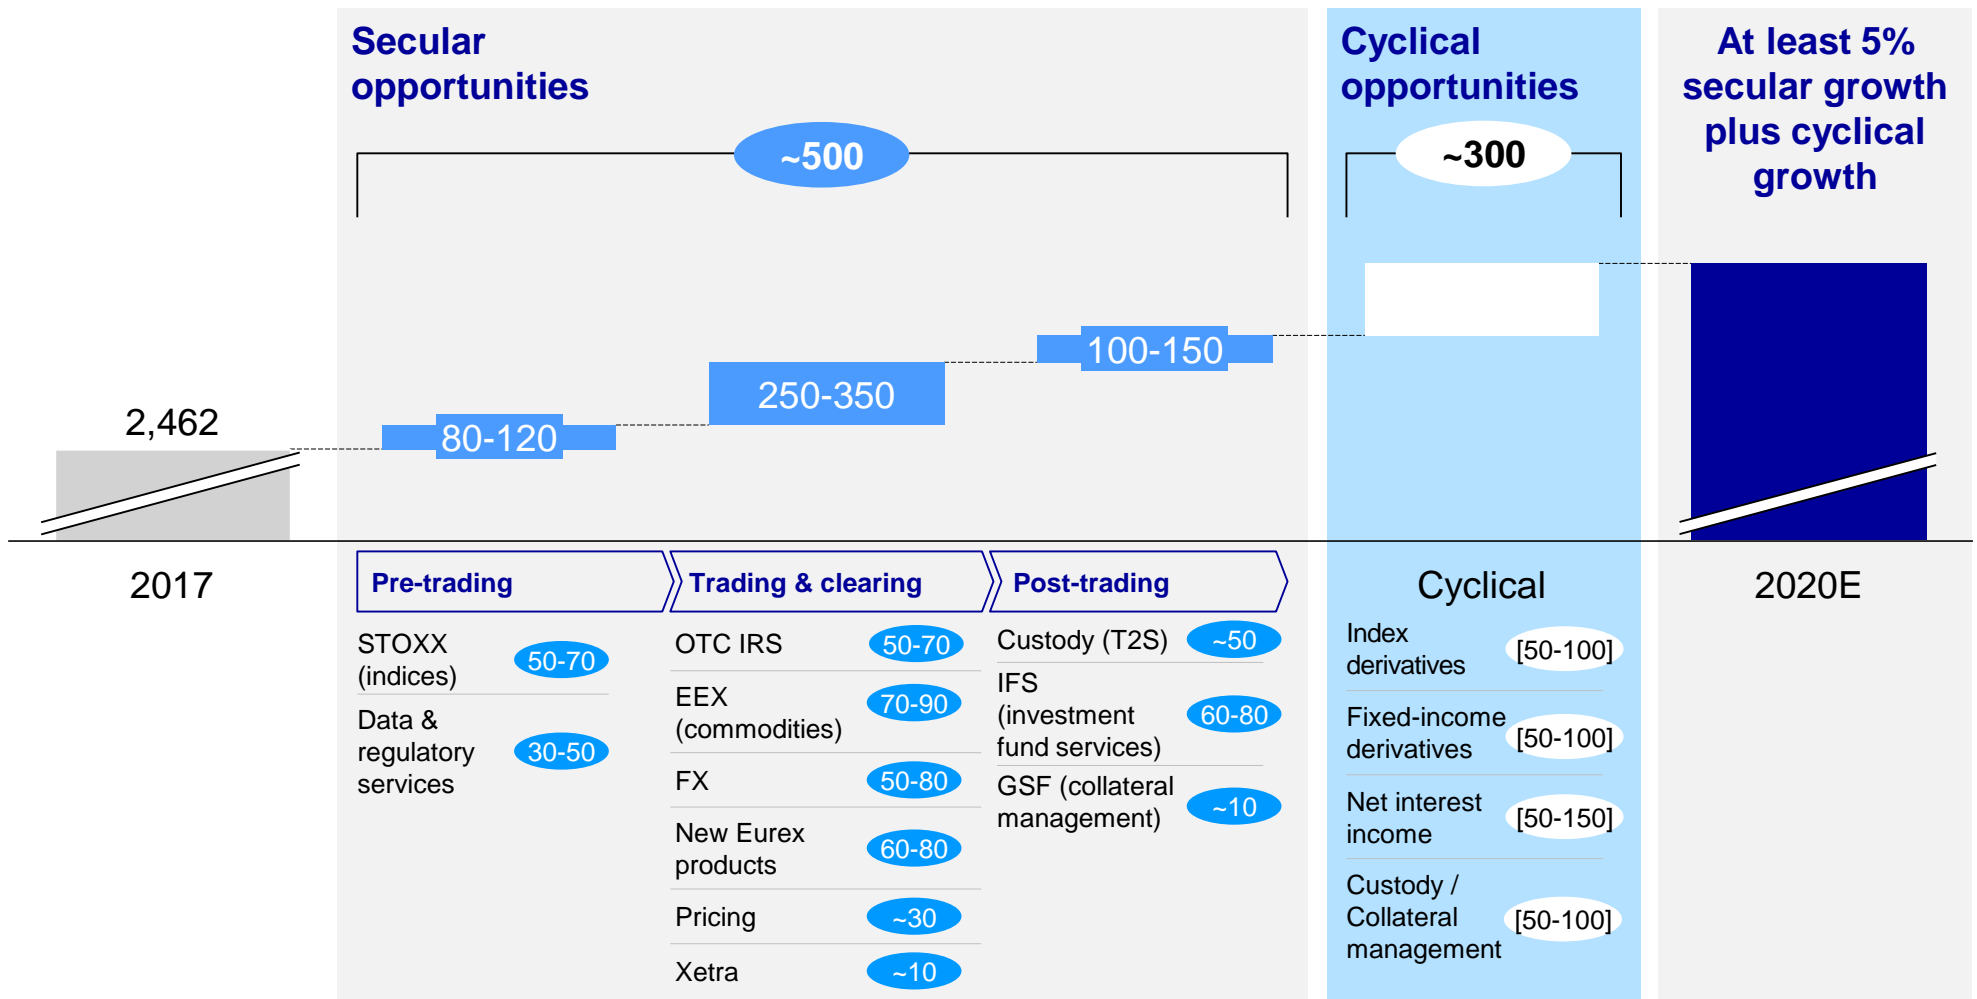 Secular
opportunities
~500
Cyclical
opportunities
~300
At least 5%
secular growth
plus cyclical
growth
2,462
80-120
250-350
100-150
2017
Pre-trading
STOXX
(indices)
50-70
Data &
regulatory
services
30-50
Trading & clearing
OTC IRS
50-70
EEX
(commodities)
70-90
FX
50-80
New Eurex
products
60-80
Pricing
~30
Xetra
~10
Post-trading
Custody (T2S)
~50
IFS
(investment
fund services)
60-80
GSF (collateral
management)
~10
Cyclical
Index
derivatives
[50-100]
Fixed-income
derivatives
[50-100]
Net interest
income
[50-150]
Custody /
Collateral
management
[50-100]
2020E